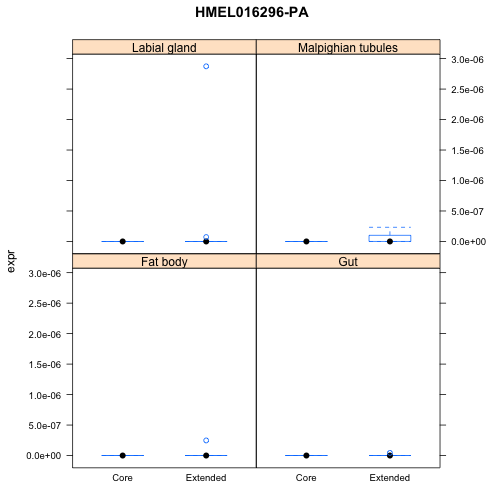 HMEL016296-PA
Labial gland
Malpighian tubules
3.0e-06
2.5e-06
2.0e-06
1.5e-06
1.0e-06
5.0e-07
0.0e+00
expr
Fat body
Gut
3.0e-06
2.5e-06
2.0e-06
1.5e-06
1.0e-06
5.0e-07
0.0e+00
Core
Extended
Core
Extended